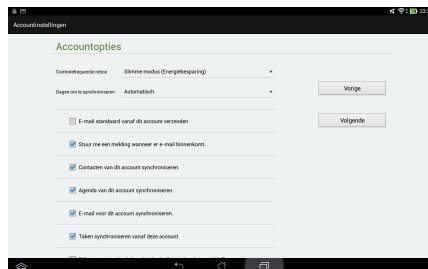 23:
Accountinstellingen
Accountopties
Controlefrequentie inbox Slimme modus (Energiebesparing)
Dagen om te synchroniseren Automatisch
Vorige
Volgende
E-mail standaard vanaf dit account verzenden
Stuur me een melding wanneer er e-mail binnenkomt.
Contacten van dit account synchroniseren.
Agenda van dit account synchroniseren.
E-mail voor dit account synchroniseren.
Taken synchroniseren vanaf deze account